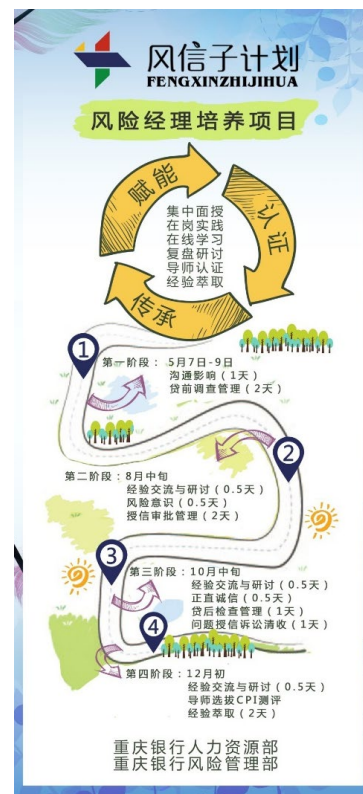 风信子计划
FENGXINZHIJIHUA
风险经理培养项目
赋能
认证
传承
集中面授
在岗实践
在线学习
复盘研讨
导师认证
经验萃取
1
第一阶段：5月7日-9日
沟通影响（1天）
贷前调查管理（2天）
2
第二阶段：8月中旬
经验交流与研讨（0.5天）
风险意识（0.5天）
授信审批管理（2天）
3
第三阶段：10月中旬
经验交流与研讨（0.5天）
正直诚信（0.5天）
贷后检查管理（1天）
问题授信诉讼清收（1天）
4
第四阶段：12月初
经验交流与研讨（0.5天）
导师选拔CPI测评
经验萃取（2天）
重庆银行人力资源部
重庆银行风险管理部